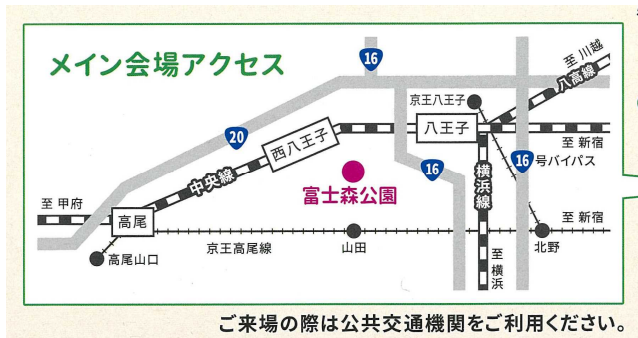 メイン会場アクセス
16
至 川越
八高線
京王八王子
20
西八王子
八王子
至 新宿
16
号バイパス
16
中央線
横浜線
富士森公園
至 甲府
高尾
至 新宿
京王高尾線
山田
北野
高尾山口
至
横浜
ご来場の際は公共交通機関をご利用ください。